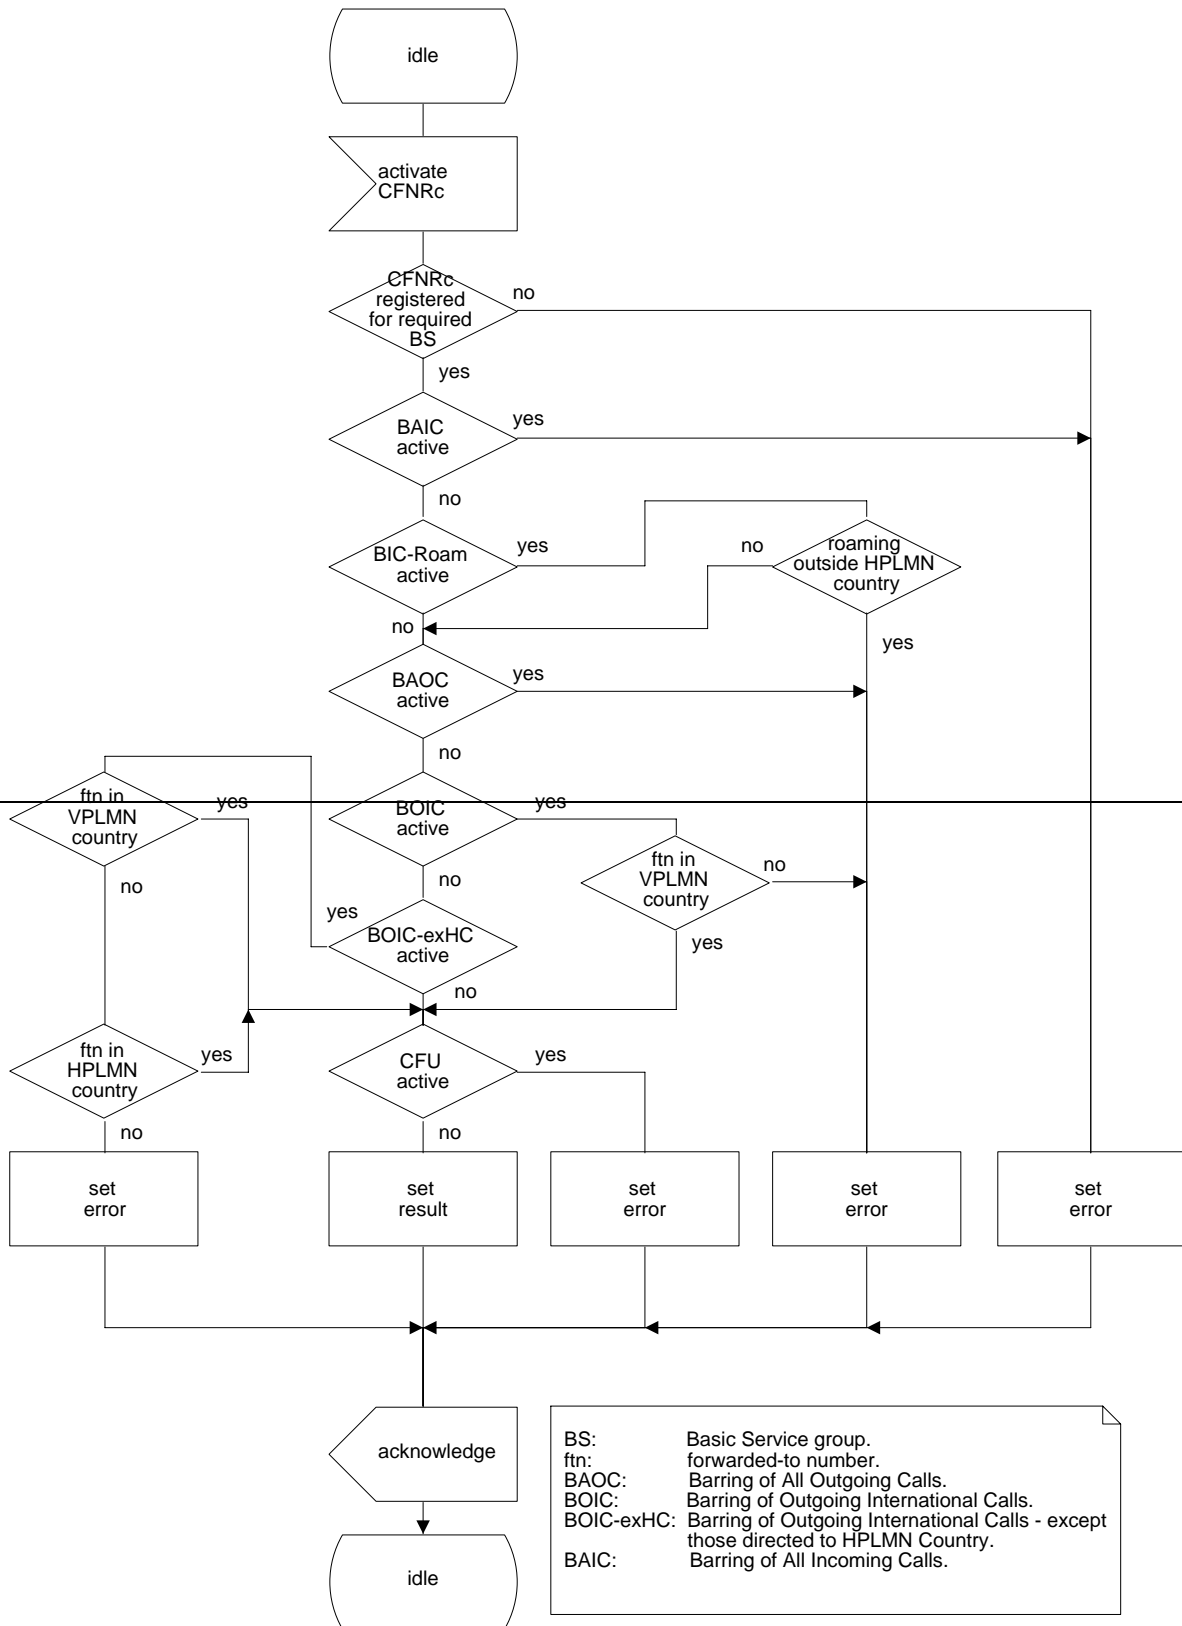 idle
activate
CFNRc
CFNRc
registered
for required
BS
no
yes
BAIC
active
yes
no
BIC-Roam
active
yes
no
roaming
outside HPLMN
country
no
yes
BAOC
active
yes
no
ftn in
VPLMN
country
yes
no
BOIC
active
yes
no
ftn in
VPLMN
country
no
yes
yes
BOIC-exHC
active
no
ftn in
HPLMN
country
yes
no
CFU
active
yes
no
set
error
set
result
set
error
set
error
set
error
acknowledge
BS: Basic Service group.
ftn: forwarded-to number.
BAOC: Barring of All Outgoing Calls.
BOIC: Barring of Outgoing International Calls.
BOIC-exHC: Barring of Outgoing International Calls - except
those directed to HPLMN Country.
BAIC: Barring of All Incoming Calls.
idle